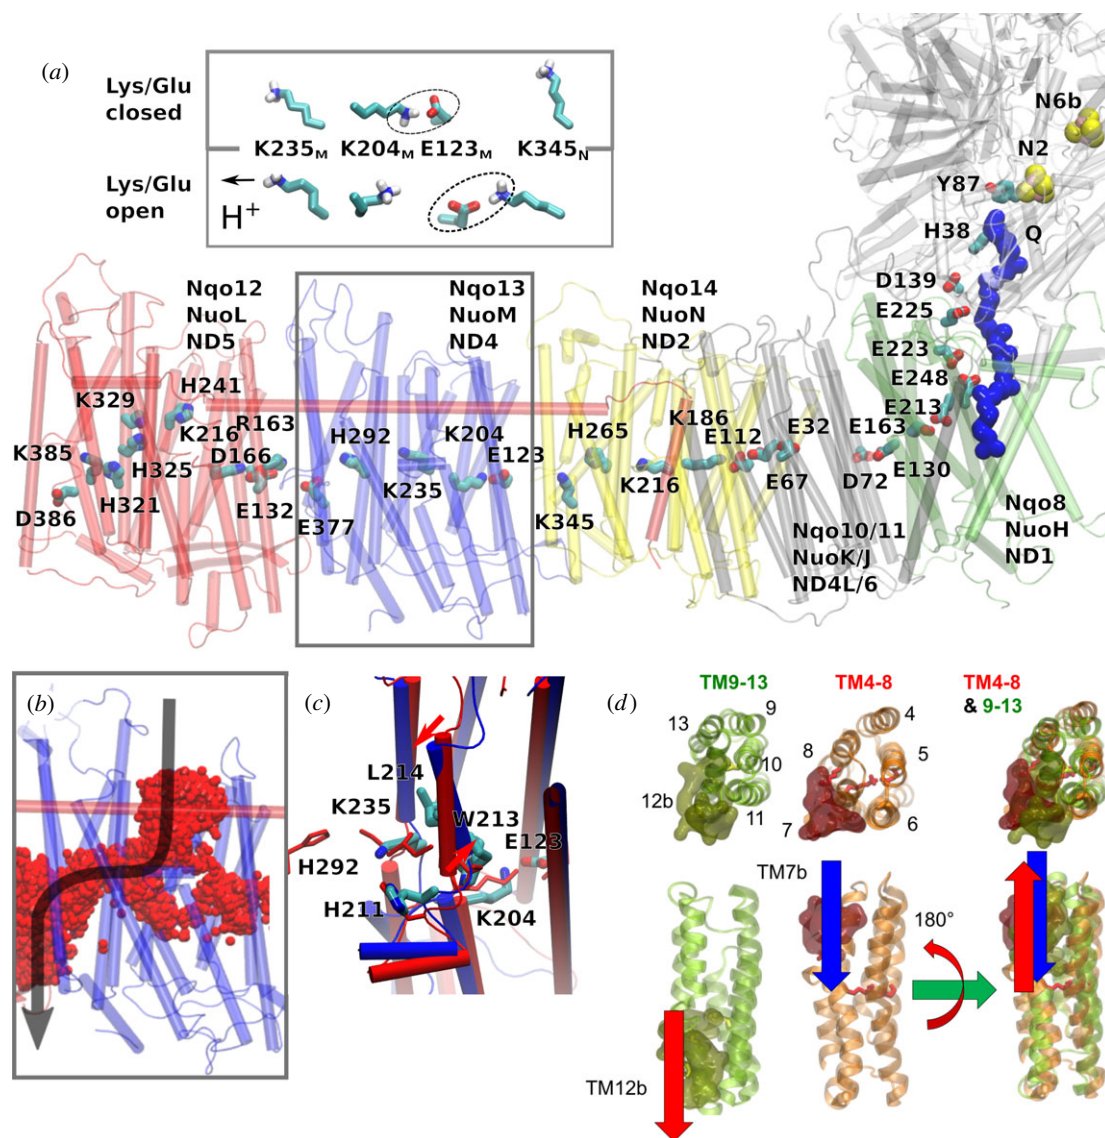 (a)
Lys/Glu
closed
K235M K204M E123M K345N
Lys/Glu
open
H+
N6b
N2
Y87
H38
Q
D139
E225
E223
E248
E213
Nqo12
NuoL
ND5
Nqo13
NuoM
ND4
Nqo14
NuoN
ND2
K329
H241
K216
R163
D166
K385
H325
H321
D386
E132
E377
H292
K204
E123
K235
H265
K186
E112
E32
E163
K216
E67
D72
E130
K345
Nqo10/11
NuoK/J
ND4L/6
Nqo8
NuoH
ND1
(b)
(c)
L214
K235
W213
E123
H292
H211
K204
(d)
TM9-13
TM4-8
TM4-8
& 9-13
13
9
10
12b
11
4
8
5
7
6
TM7b
180°
TM12b